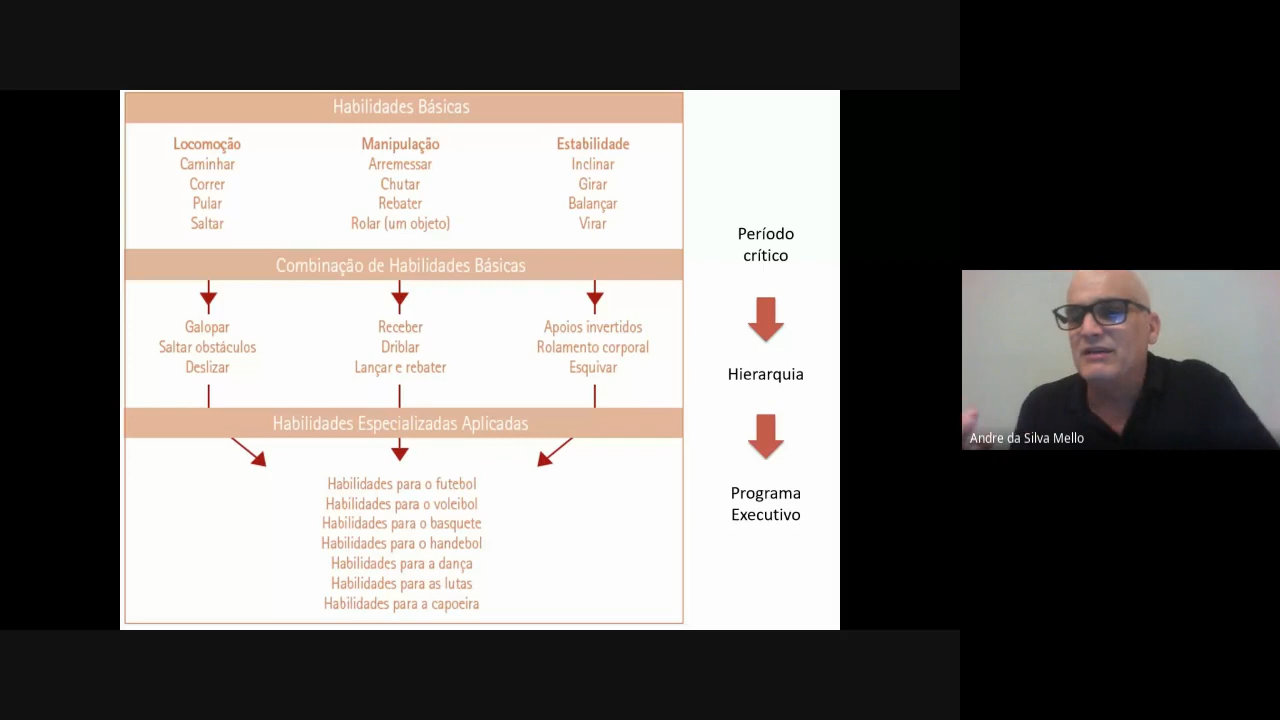 Habilidades Básicas
Locomoção
Caminhar
Correr
Pular
Saltar
Manipulação
Arremessar
Chutar
Rebater
Rolar (um objeto)
Estabilidade
Inclinar
Girar
Balançar
Virar
Combinação de Habilidades Básicas
Galopar
Saltar obstáculos
Deslizar
Receber
Driblar
Lançar e rebater
Apoios invertidos
Rolamento corporal
Esquivar
Habilidades Especializadas Aplicadas
Habilidades para o futebol
Habilidades para o voleibol
Habilidades para o basquete
Habilidades para o handebol
Habilidades para a dança
Habilidades para as lutas
Habilidades para a capoeira
Período
crítico
Hierarquia
Programa
Executivo
Andre da Silva Mello